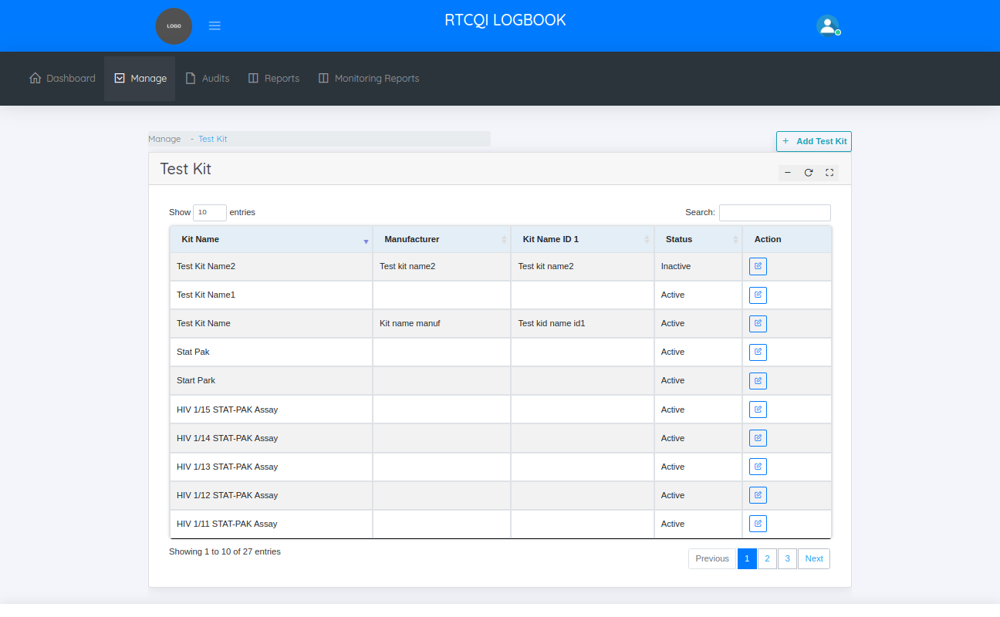 LOGO
RTCQI LOGBOOK
Dashboard Manage Audits Reports Monitoring Reports
Manage - Test Kit
+ Add Test Kit
Test Kit
Show 10 entries Search:
Kit Name Manufacturer Kit Name ID 1 Status Action
Test Kit Name2 Test kit name2 Test kit name2 Inactive
Test Kit Name1 Active
Test Kit Name Kit name manuf Test kid name id1 Active
Stat Pak Active
Start Park Active
HIV 1/15 STAT-PAK Assay Active
HIV 1/14 STAT-PAK Assay Active
HIV 1/13 STAT-PAK Assay Active
HIV 1/12 STAT-PAK Assay Active
HIV 1/11 STAT-PAK Assay Active
Showing 1 to 10 of 27 entries
Previous 1 2 3 Next